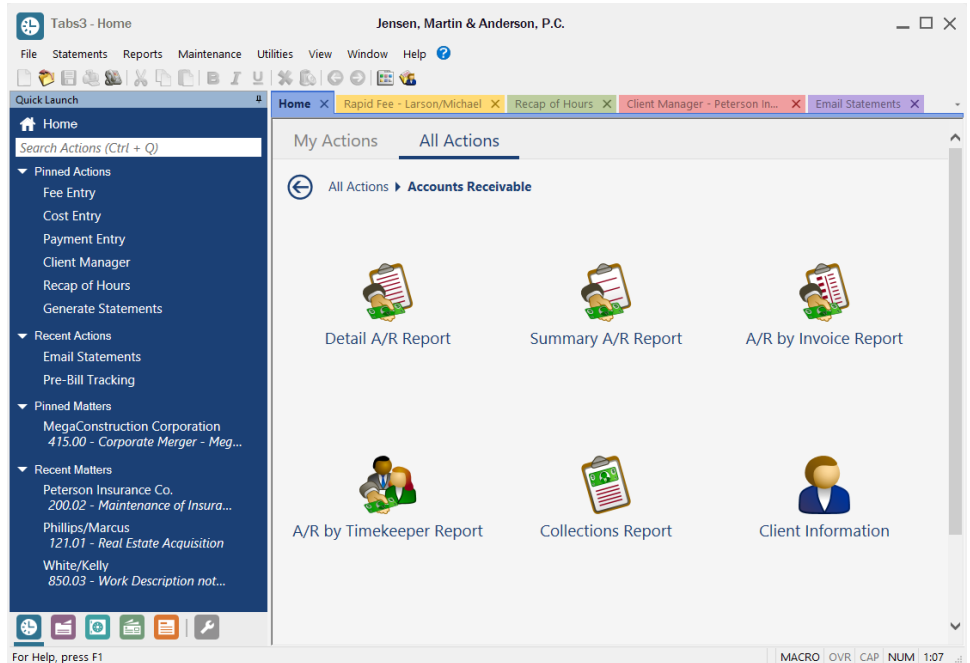 Tabs3 - Home
Jensen, Martin & Anderson, P.C.
File Statements Reports Maintenance Utilities View Window Help ?
B I U
Quick Launch
Home
Search Actions (Ctrl + Q)
Pinned Actions
Fee Entry
Cost Entry
Payment Entry
Client Manager
Recap of Hours
Generate Statements
Recent Actions
Email Statements
Pre-Bill Tracking
Pinned Matters
MegaConstruction Corporation
415.00 - Corporate Merger - Meg...
Recent Matters
Peterson Insurance Co.
200.02 - Maintenance of Insura...
Phillips/Marcus
121.01 - Real Estate Acquisition
White/Kelly
850.03 - Work Description not...
Home Rapid Fee - Larson/Michael Recap of Hours Client Manager - Peterson In... Email Statements
My Actions All Actions
All Actions Accounts Receivable
Detail A/R Report Summary A/R Report A/R by Invoice Report
A/R by Timekeeper Report Collections Report Client Information
For Help, press F1
MACRO OVR CAP NUM 1:07